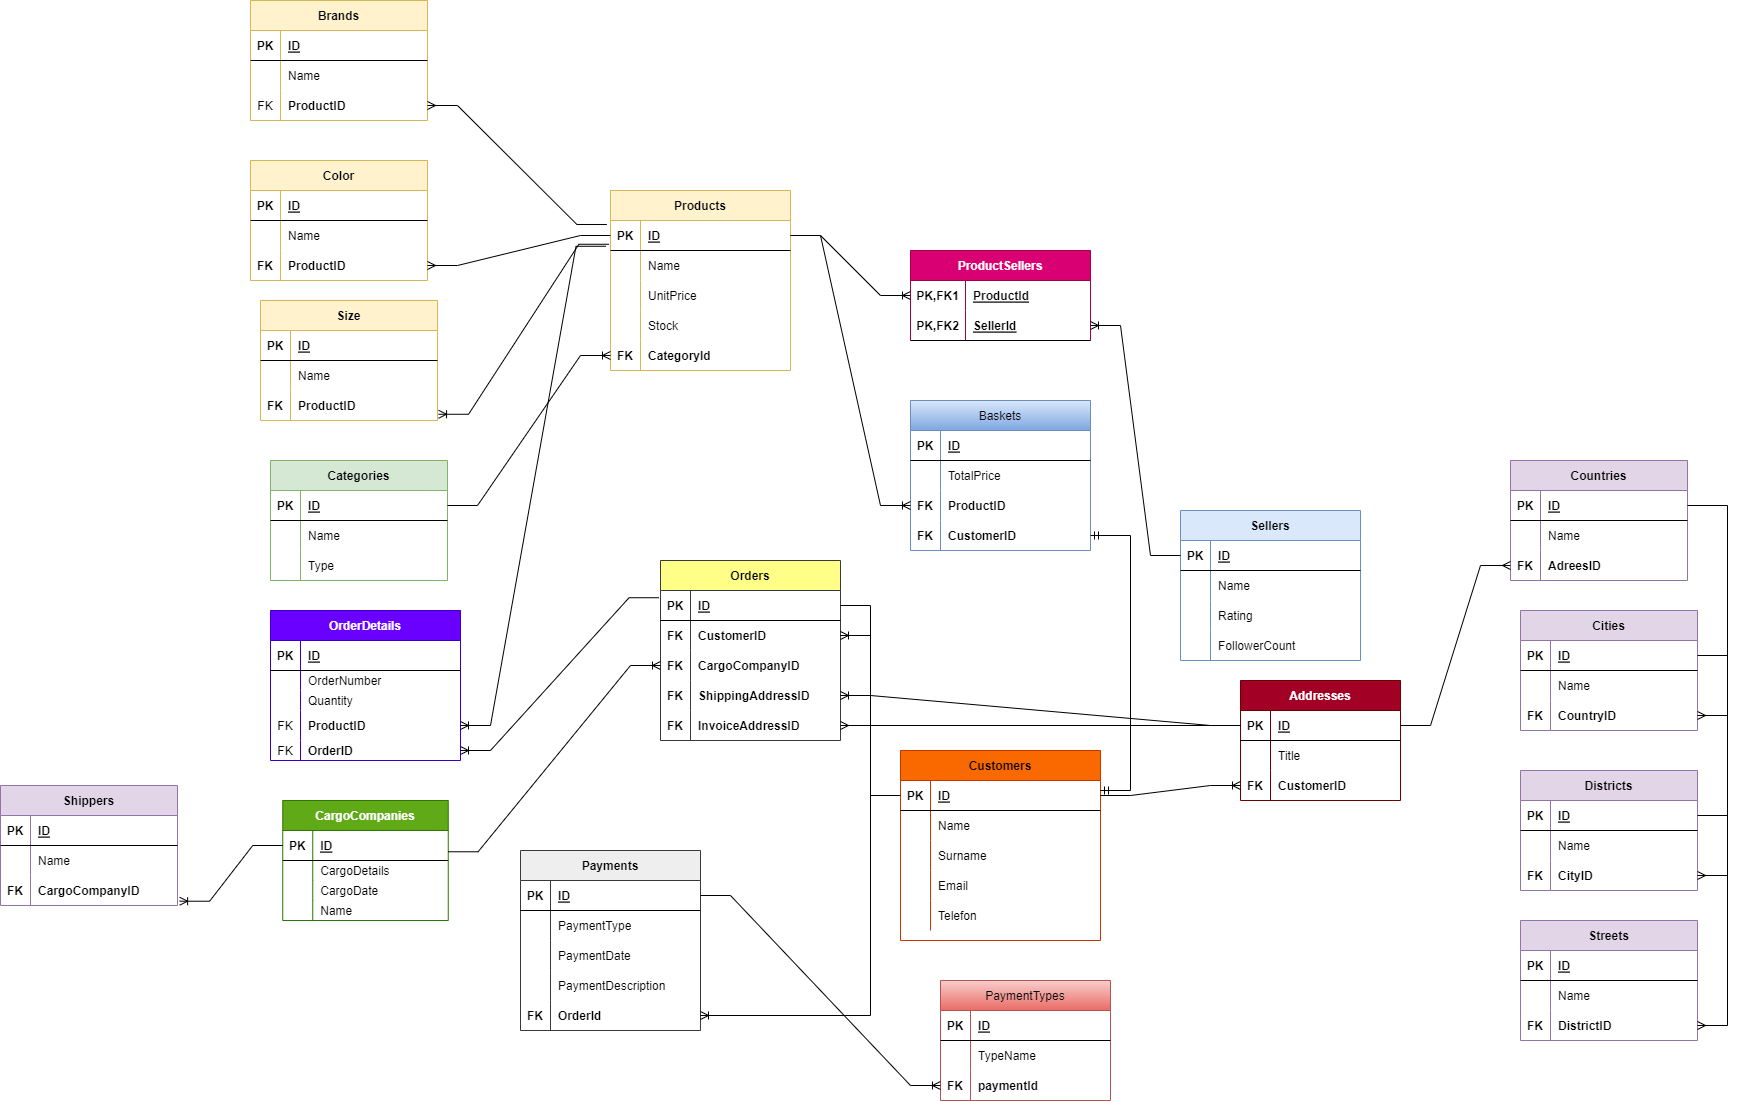 Brands
PK ID
Name
FK ProductID
Color
PK ID
Name
FK ProductID
Size
PK ID
Name
FK ProductID
Categories
PK ID
Name
Type
OrderDetails
PK ID
OrderNumber
Quantity
FK ProductID
FK OrderID
Shippers
PK ID
Name
FK CargoCompanyID
CargoCompanies
PK ID
CargoDetails
CargoDate
Name
Products
PK ID
Name
UnitPrice
Stock
FK CategoryId
Orders
PK ID
FK CustomerID
FK CargoCompanyID
FK ShippingAddressID
FK InvoiceAddressID
Payments
PK ID
PaymentType
PaymentDate
PaymentDescription
FK OrderId
ProductSellers
PK,FK1 ProductId
PK,FK2 SellerId
Baskets
PK ID
TotalPrice
FK ProductID
FK CustomerID
Customers
PK ID
Name
Surname
Email
Telefon
PaymentTypes
PK ID
TypeName
FK paymentId
Sellers
PK ID
Name
Rating
FollowerCount
Addresses
PK ID
Title
FK CustomerID
Countries
PK ID
Name
FK AdreesID
Cities
PK ID
Name
FK CountryID
Districts
PK ID
Name
FK CityID
Streets
PK ID
Name
FK DistrictID